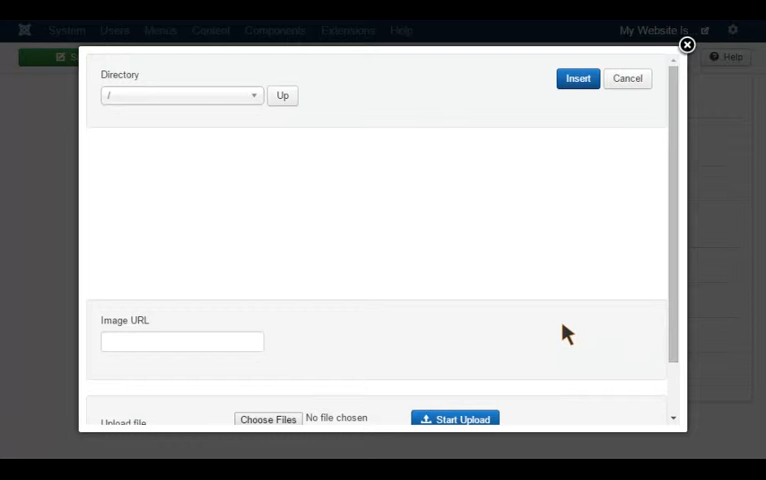 System Users Menus Content Components Extensions Help My Website Is...
Help
Directory
Insert Cancel
/ Up
Image URL
Upload file Choose Files No file chosen Start Upload